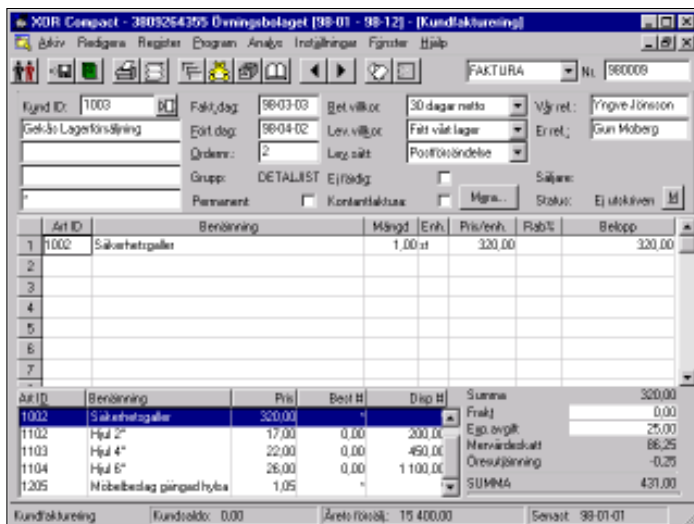 XOR Compact - 3809264355 Övningsbolaget [98-01 - 98-12] - [Kundfakturering]
Arkiv Redigera Register Program Analys Inställningar Fönster Hjälp
FAKTURA Nr. 980009
Kund ID: 1003 Fakt.dag: 98-03-03 Bet.villkor: 30 dagar netto Vår ref.: Yngve Jönsson
Gekås Lagerförsäljning Förf.dag: 98-04-02 Lev.villkor: Fritt vårt lager Er ref.: Gun Moberg
Ordernr.: 2 Lev.sätt: Postförsändelse
Grupp: DETALJIST Ej färdig: Säljare:
Permanent Kontantfaktura: Mera... Status: Ej utskriven M
Art ID Benämning Mängd Enh. Pris/enh. Rab% Belopp
1 1002 Säkerhetsgaller 1,00 st 320,00 320,00
2
3
4
5
6
7
Art ID Benämning Pris Best # Disp # Summa 320,00
1002 Säkerhetsgaller 320,00 * Frakt 0,00
1102 Hjul 2" 17,00 0,00 200,00 Exp.avgift 25,00
1103 Hjul 4" 22,00 0,00 450,00 Mervärdeskatt 86,25
1104 Hjul 6" 26,00 0,00 1 100,00 Öresutjämning -0,25
1205 Möbelbeslag gängad hylsa 1,05 * SUMMA 431,00
Kundfakturering Kundsaldo: 0,00 Årets försälj.: 15 400,00 Senast: 98-01-01